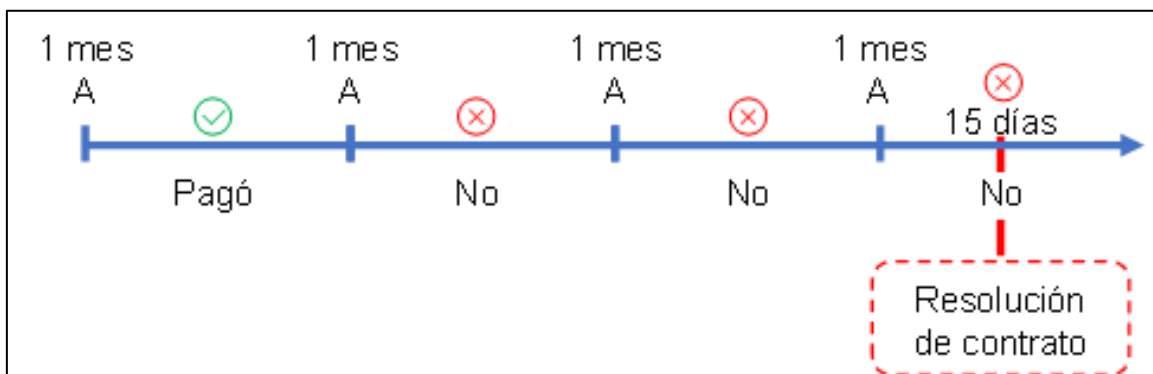 1 mes 1 mes 1 mes 1 mes
A A A A
15 días
Pagó No No No
Resolución
de contrato